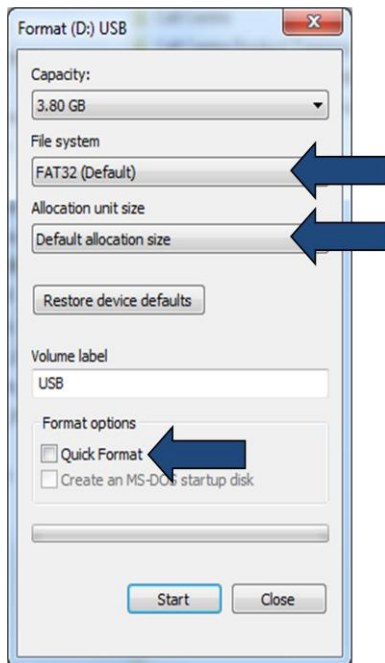 Format (D:) USB
Capacity:
3.80 GB
File system
FAT32 (Default)
Allocation unit size
Default allocation size
Restore device defaults
Volume label
USB
Format options
Quick Format
Create an MS-DOS startup disk
Start
Close